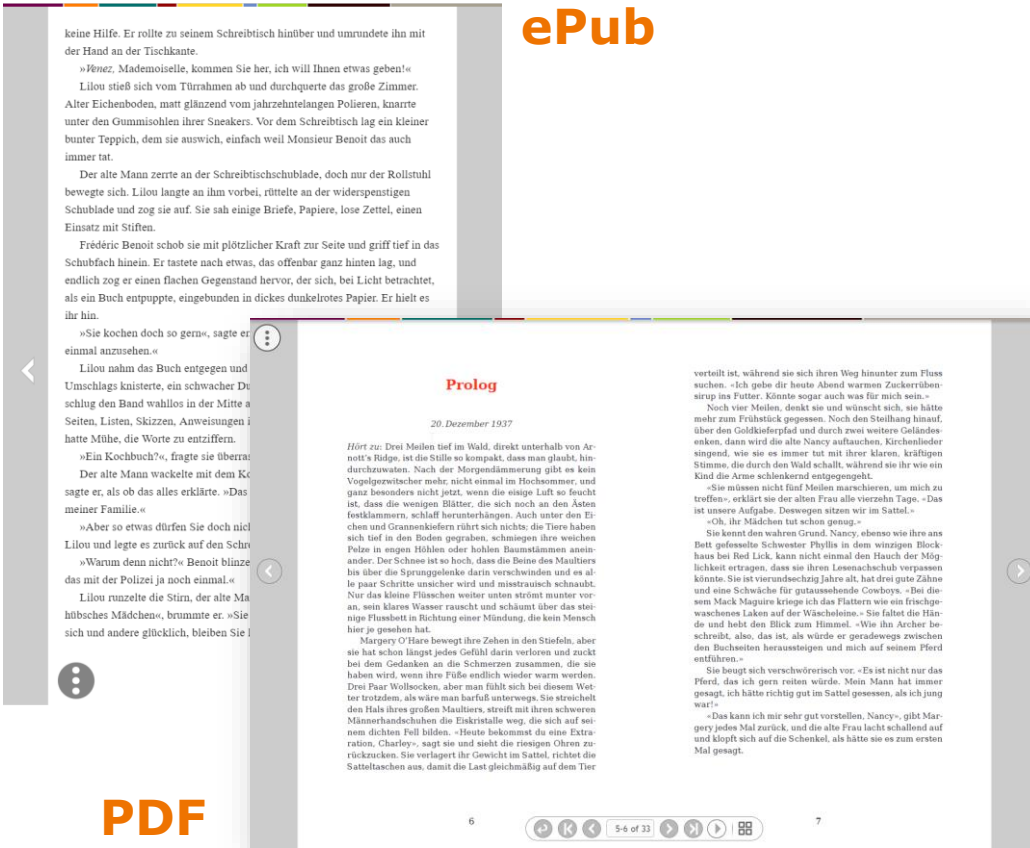 ePub
keine Hilfe. Er rollte zu seinem Schreibtisch hinüber und umrundete ihn mit
der Hand an der Tischkante.
»Venez, Mademoiselle, kommen Sie her, ich will Ihnen etwas geben!«
Lilou stieß sich vom Türrahmen ab und durchquerte das große Zimmer.
Alter Eichenboden, matt glänzend vom jahrzehntelangen Polieren, knarrte
unter den Gummisohlen ihrer Sneakers. Vor dem Schreibtisch lag ein kleiner
bunter Teppich, dem sie auswich, einfach weil Monsieur Benoit das auch
immer tat.
Der alte Mann zerrte an der Schreibtischschublade, doch nur der Rollstuhl
bewegte sich. Lilou langte an ihm vorbei, rüttelte an der widerspenstigen
Schublade und zog sie auf. Sie sah einige Briefe, Papiere, lose Zettel, einen
Einsatz mit Stiften.
Frédéric Benoit schob sie mit plötzlicher Kraft zur Seite und griff tief in das
Schubfach hinein. Er tastete nach etwas, das offenbar ganz hinten lag, und
endlich zog er einen flachen Gegenstand hervor, der sich, bei Licht betrachtet,
als ein Buch entpuppte, eingebunden in dickes dunkelrotes Papier. Er hielt es
ihr hin.
»Sie kochen doch so gern«, sagte er
einmal anzusehen.«
Lilou nahm das Buch entgegen und
Umschlags knisterte, ein schwacher
schlug den Band wahllos in der Mitte
Seiten, Listen, Skizzen, Anweisungen
hatte Mühe, die Worte zu entziffern.
»Ein Kochbuch?«, fragte sie
Der alte Mann wackelte mit dem
sagte er, als ob das alles erklärte. »Das
meiner Familie.«
»Aber so etwas dürfen Sie doch
Lilou und legte es zurück auf den
»Warum denn nicht?« Benoit
das mit der Polizei ja noch einmal.«
Lilou runzelte die Stirn, der alte
hübsches Mädchen«, brummte er. »Sie
sich und andere glücklich, bleiben Sie
Prolog
20. Dezember 1937
Hört zu: Drei Meilen tief im Wald, direkt unterhalb von Ar-
nott's Ridge, ist die Stille so kompakt, dass man glaubt, hin-
durchzuwaten. Nach der Morgendämmerung gibt es kein
Vogelgezwitscher mehr, nicht einmal im Hochsommer, und
ganz besonders nicht jetzt, wenn die eisige Luft so feucht
ist, dass die wenigen Blätter, die sich noch an den Ästen
festklammern, schlaff herunterhängen. Auch unter den Ei-
chen und Grannenkiefern rührt sich nichts; die Tiere haben
sich tief in den Boden gegraben, schmiegen ihre weichen
Pelze in engen Höhlen oder hohlen Baumstämmen anein-
ander. Der Schnee ist so hoch, dass die Beine des Maultiers
bis über die Sprunggelenke darin verschwinden und es al-
le paar Schritte unsicher wird und misstrauisch schnaubt.
Nur das kleine Flüsschen weiter unten strömt munter vor-
an, sein klares Wasser rauscht und schäumt über das stei-
nige Flussbett in Richtung einer Mündung, die kein Mensch
hier je gesehen hat.
Margery O'Hare bewegt ihre Zehen in den Stiefeln, aber
sie hat schon längst jedes Gefühl darin verloren und zuckt
bei dem Gedanken an die Schmerzen zusammen, die sie
haben wird, wenn ihre Füße endlich wieder warm werden.
Drei Paar Wollsocken, aber man fühlt sich bei diesem Wet-
ter trotzdem, als wäre man barfuß unterwegs. Sie streichelt
den Hals ihres großen Maultiers, streift mit ihren schweren
Männerhandschuhen die Eiskristalle weg, die sich auf sei-
nem dichten Fell bilden. «Heute bekommst du eine Extra-
ration, Charley», sagt sie und sieht die riesigen Ohren zu-
rückzucken. Sie verlagert ihr Gewicht im Sattel, richtet die
Satteltaschen aus, damit die Last gleichmäßig auf dem Tier
6
verteilt ist, während sie sich ihren Weg hinunter zum Fluss
suchen. «Ich gebe dir heute Abend warmen Zuckerrüben-
sirup ins Futter. Könnte sogar auch was für mich sein.»
Noch vier Meilen, denkt sie und wünscht sich, sie hätte
mehr zum Frühstück gegessen. Noch den Steilhang hinauf,
über den Goldkieferpfad und durch zwei weitere Geländes-
enken, dann wird die alte Nancy auftauchen, Kirchenlieder
singend, wie sie es immer tut mit ihrer klaren, kräftigen
Stimme, die durch den Wald schallt, während sie ihr wie ein
Kind die Arme schlenkernd entgegengeht.
«Sie müssen nicht fünf Meilen marschieren, um mich zu
treffen», erklärt sie der alten Frau alle vierzehn Tage. «Das
ist unsere Aufgabe. Deswegen sitzen wir im Sattel.»
«Oh, ihr Mädchen tut schon genug.»
Sie kennt den wahren Grund. Nancy, ebenso wie ihre ans
Bett gefesselte Schwester Phyllis in dem winzigen Block-
haus bei Red Lick, kann nicht einmal den Hauch der Mög-
lichkeit ertragen, dass sie ihren Lesenachschub verpassen
könnte. Sie ist vierundsechzig Jahre alt, hat drei gute Zähne
und eine Schwäche für gutaussehende Cowboys. «Bei die-
sem Mack Maguire kriege ich das Flattern wie ein frischge-
waschenes Laken auf der Wäscheleine.» Sie faltet die Hän-
de und hebt den Blick zum Himmel. «Wie ihn Archer be-
schreibt, also, das ist, als würde er geradewegs zwischen
den Buchseiten heraussteigen und mich auf seinem Pferd
entführen.»
Sie beugt sich verschwörerisch vor. «Es ist nicht nur das
Pferd, das ich gern reiten würde. Mein Mann hat immer
gesagt, ich hätte richtig gut im Sattel gesessen, als ich jung
war!»
«Das kann ich mir sehr gut vorstellen, Nancy», gibt Mar-
gery jedes Mal zurück, und die alte Frau lacht schallend auf
und klopft sich auf die Schenkel, als hätte sie es zum ersten
Mal gesagt.
7
5-6 of 33
PDF